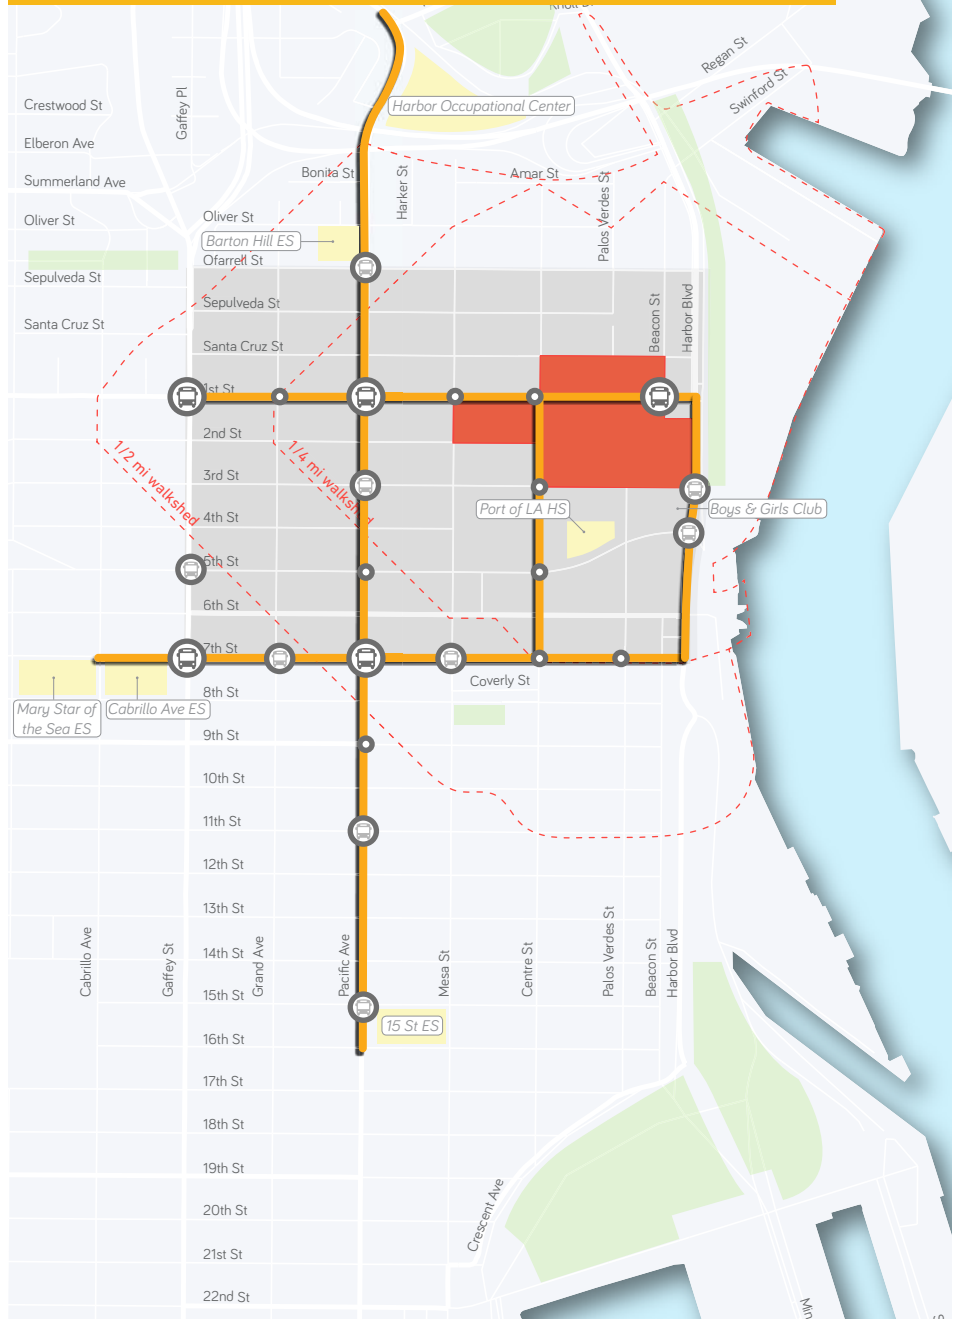 Regan St
Swinford St
Crestwood St
Gaffey Pl
Harbor Occupational Center
Elberon Ave
Bonita St
Harker St
Amar St
Palos Verdes St
Summerland Ave
Oliver St
Oliver St
Barton Hill ES
Ofarrell St
Sepulveda St
Sepulveda St
Santa Cruz St
Santa Cruz St
Beacon St
Harbor Blvd
1st St
2nd St
1/2 mi walkshed
1/4 mi walkshed
3rd St
4th St
Port of LA HS
Boys & Girls Club
5th St
6th St
7th St
Coverly St
8th St
Mary Star of
the Sea ES
Cabrillo Ave ES
9th St
10th St
11th St
12th St
13th St
14th St
Cabrillo Ave
Gaffey St
Grand Ave
Pacific Ave
Mesa St
Centre St
Palos Verdes St
Beacon St
Harbor Blvd
15th St
15 St ES
16th St
17th St
18th St
19th St
20th St
Crescent Ave
21st St
22nd St